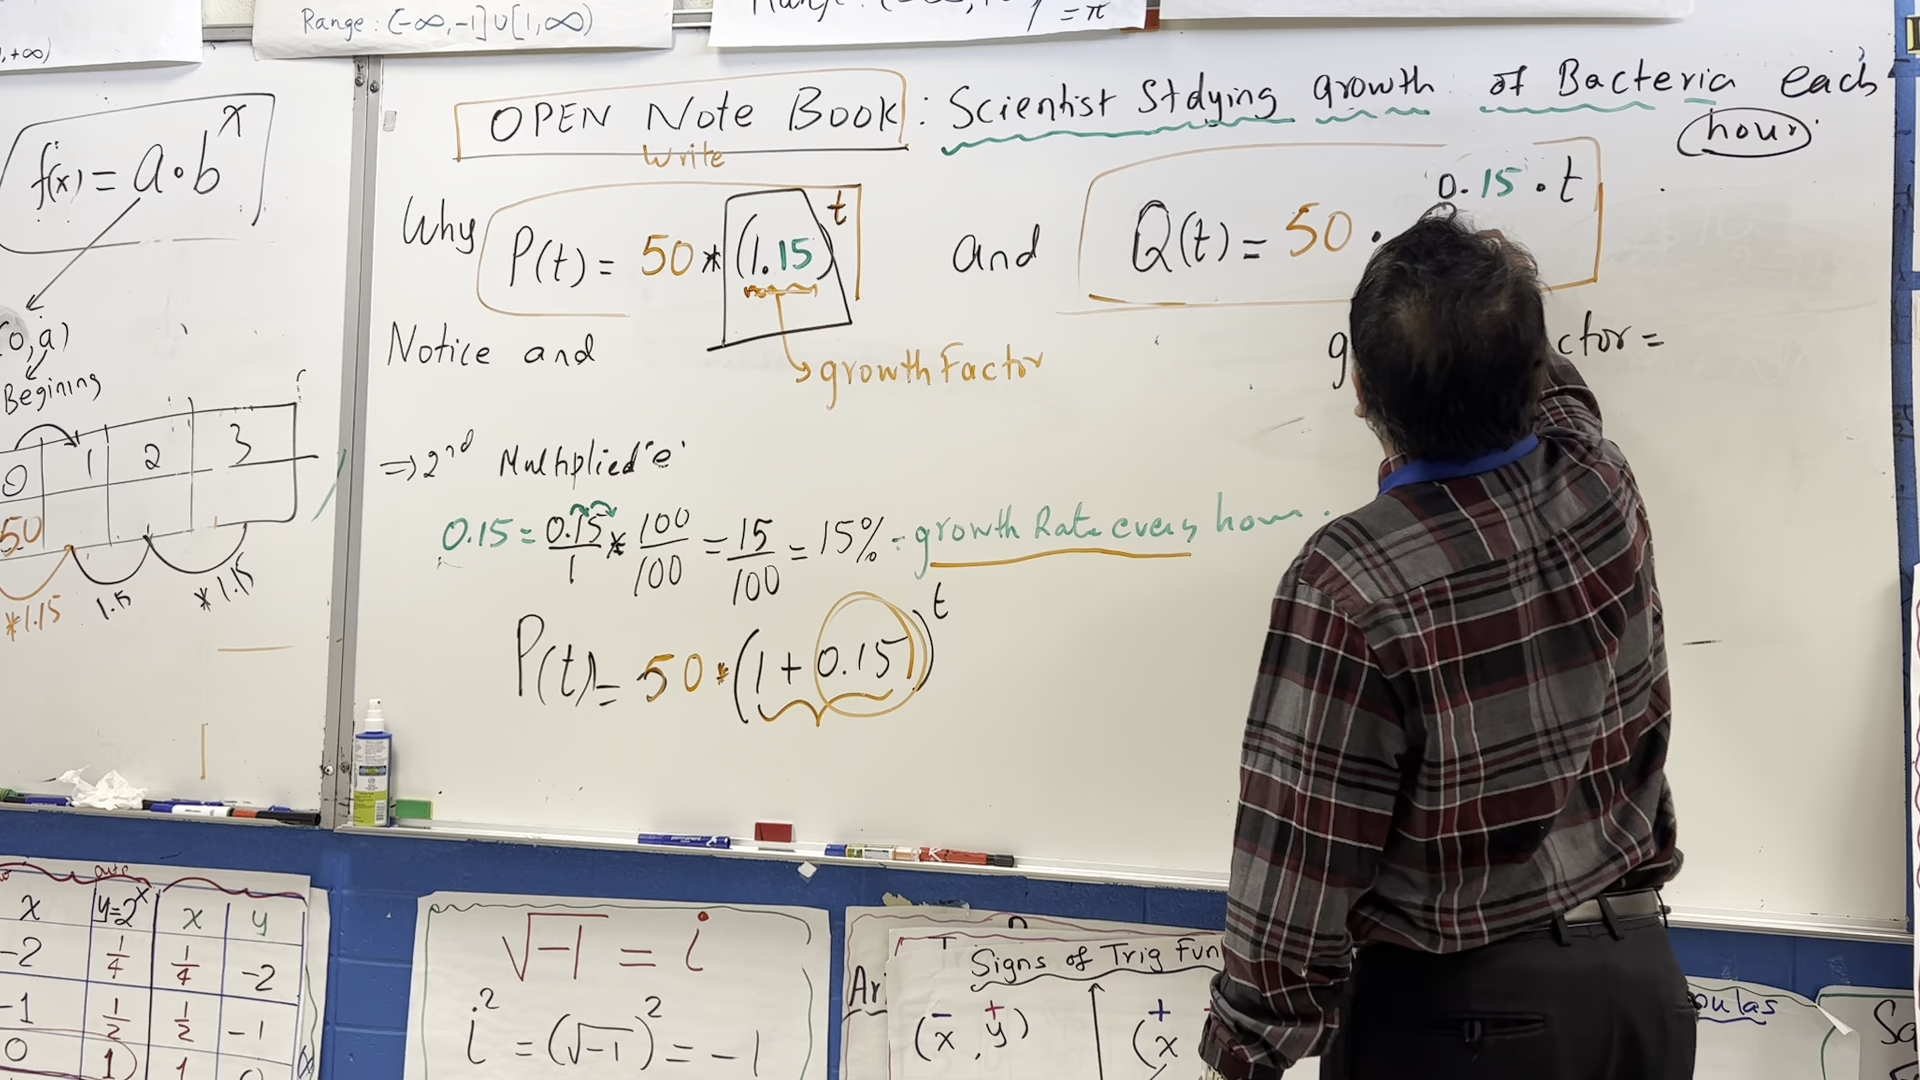 Range : (-∞,-1]∪[1,∞)
,+∞)
= π
f(x) = a•b^x
(0,a)
Begining
0 1 2 3
50
*1.15 1.5 *1.15
OPEN Note Book : Scientist Stdying growth of Bacteria each
hour.
write
Why P(t) = 50 * (1.15)^t and Q(t) = 50 • 0.15 • t
Notice and
growth Factor
g ctor =
⇒ 2nd Multiplied "e"
0.15 = 0.15/1 * 100/100 = 15/100 = 15% = growth Rate every hour.
P(t) = 50 * (1 + 0.15)^t
x y=2^x x y
-2 1/4 1/4 -2
-1 1/2 1/2 -1
0 1 1
√-1 = i
i² = (√-1)² = -1
Ar
Signs of Trig Fun
- +
(x , y)
+
(x
ulas